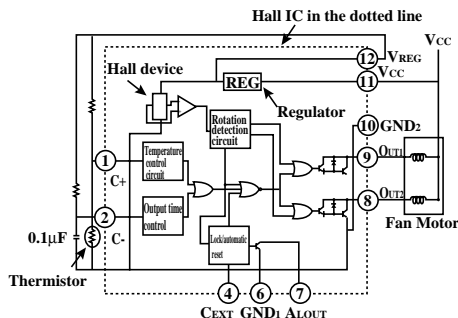 Hall IC in the dotted line
VCC
12
VREG
Hall device
REG
11
VCC
Regulator
10
GND2
Rotation
detection
circuit
1
C+
Temperature
control
circuit
9
OUT1
2
C-
Output time
control
8
OUT2
0.1µF
Fan Motor
Lock/automatic
reset
Thermistor
4
6
7
CEXT
GND1
ALOUT